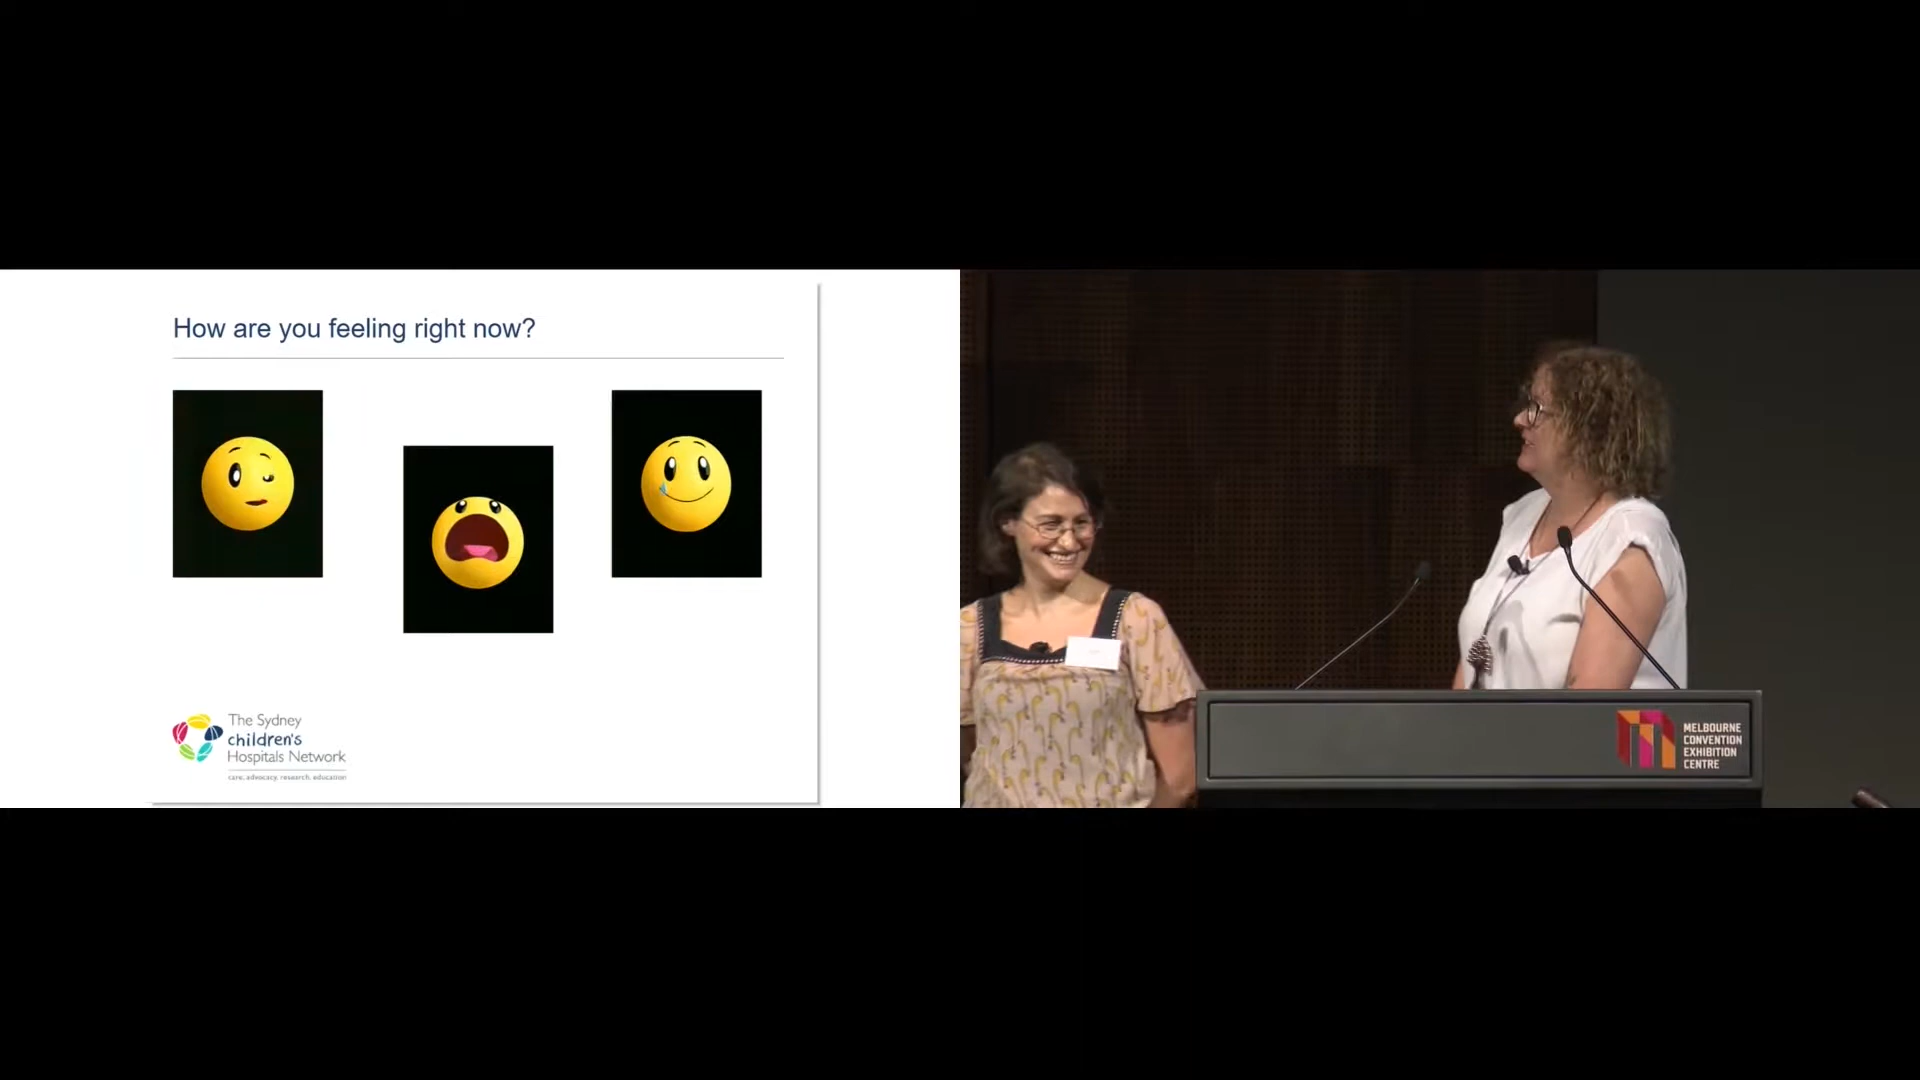 How are you feeling right now?
The Sydney
children's
Hospitals Network
care, advocacy, research, education
MELBOURNE
CONVENTION
EXHIBITION
CENTRE